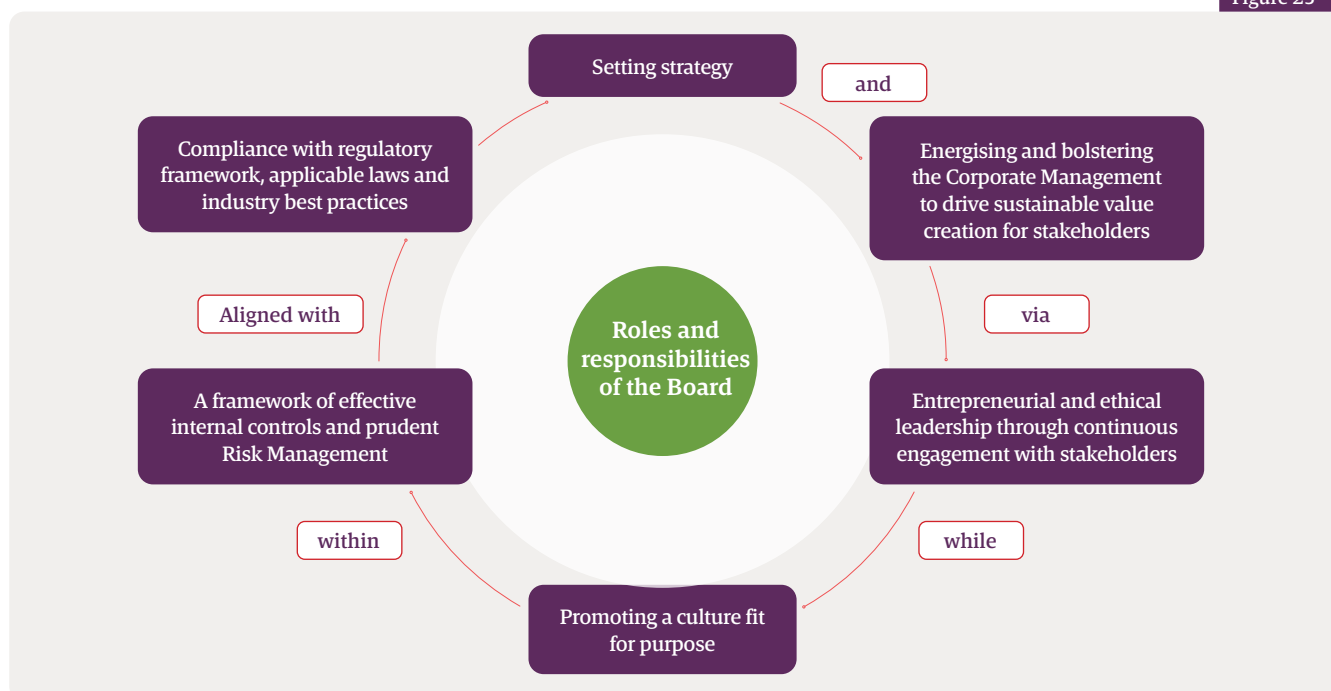 Figure 25
Setting strategy
and
Energising and bolstering
the Corporate Management
to drive sustainable value
creation for stakeholders
via
Entrepreneurial and ethical
leadership through continuous
engagement with stakeholders
while
Promoting a culture fit
for purpose
within
A framework of effective
internal controls and prudent
Risk Management
Aligned with
Compliance with regulatory
framework, applicable laws and
industry best practices
Roles and
responsibilities
of the Board